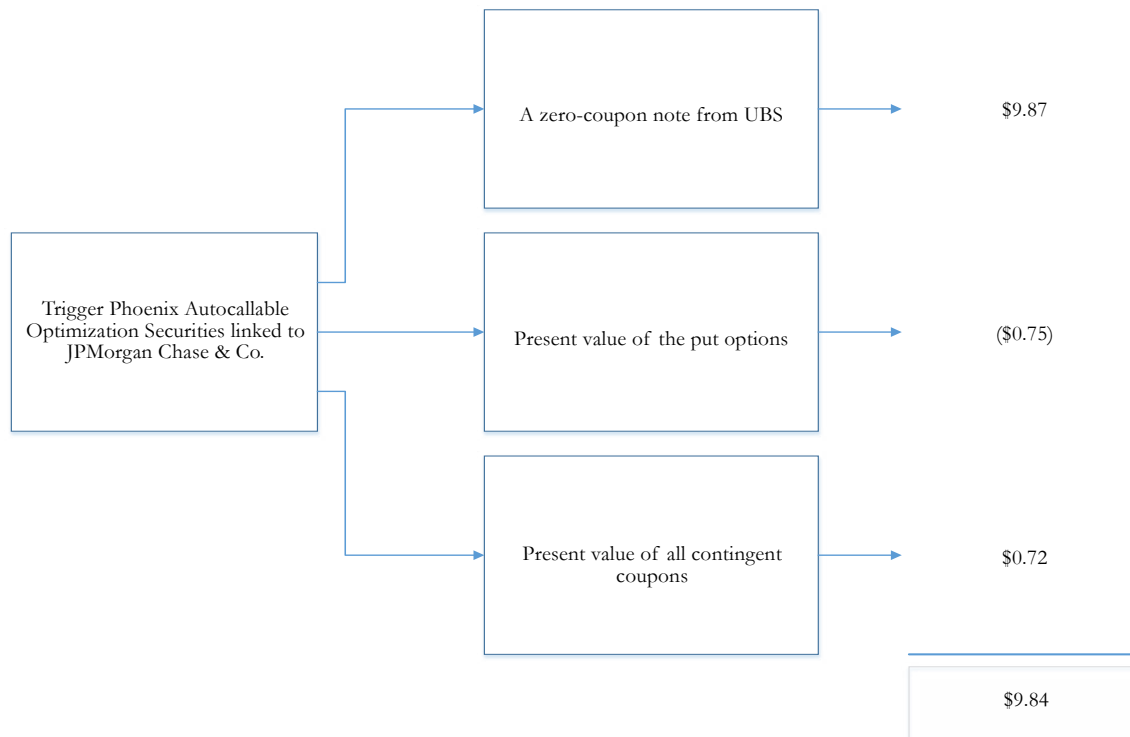 A zero-coupon note from UBS
$9.87
Trigger Phoenix Autocallable
Optimization Securities linked to
JPMorgan Chase & Co.
Present value of the put options
($0.75)
Present value of all contingent
coupons
$0.72
$9.84